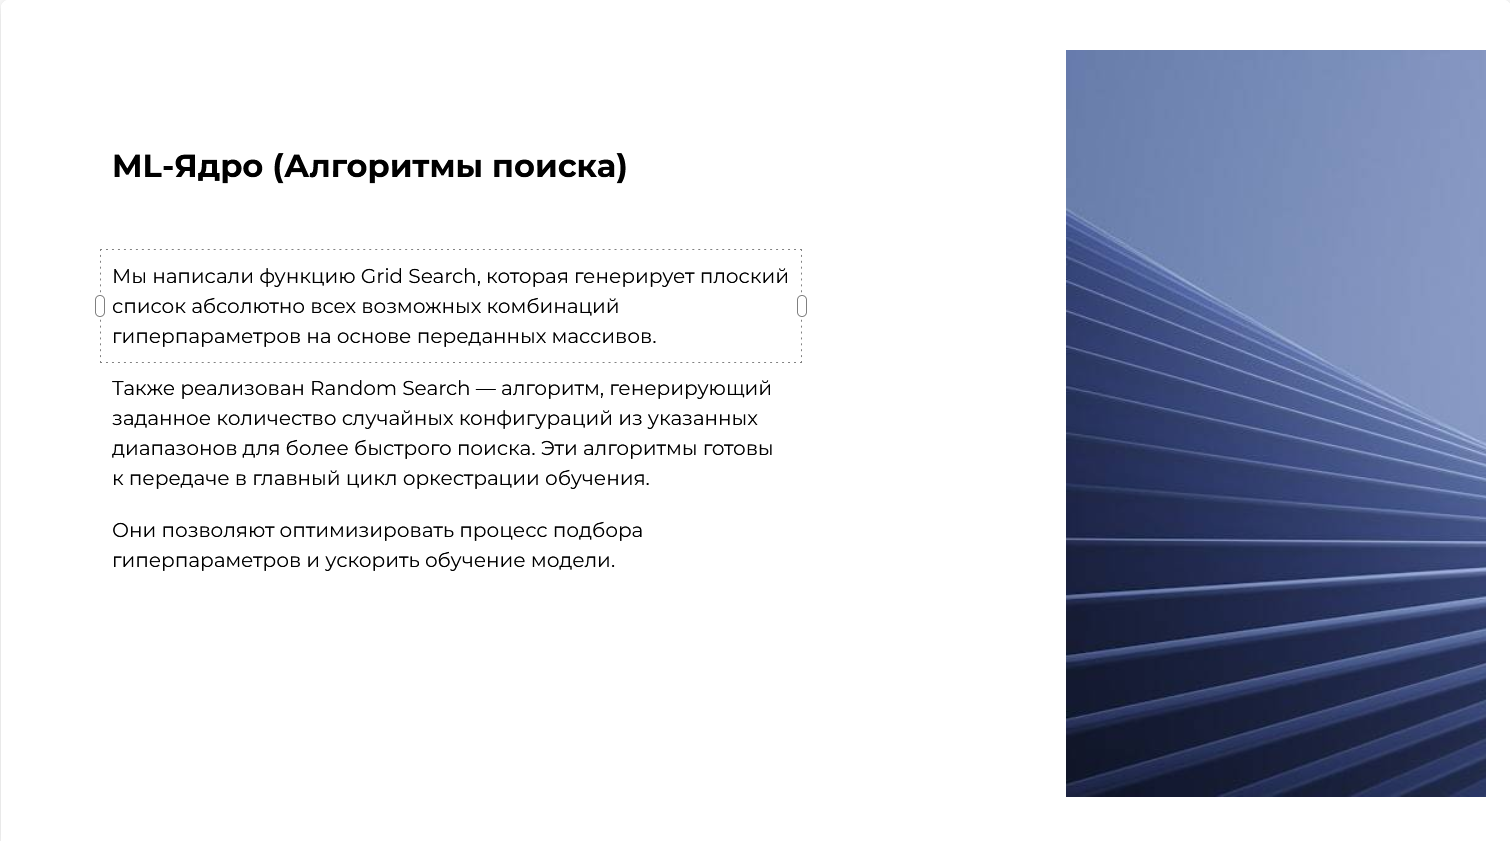 ML-Ядро (Алгоритмы поиска)
Мы написали функцию Grid Search, которая генерирует плоский
список абсолютно всех возможных комбинаций
гиперпараметров на основе переданных массивов.
Также реализован Random Search — алгоритм, генерирующий
заданное количество случайных конфигураций из указанных
диапазонов для более быстрого поиска. Эти алгоритмы готовы
к передаче в главный цикл оркестрации обучения.
Они позволяют оптимизировать процесс подбора
гиперпараметров и ускорить обучение модели.